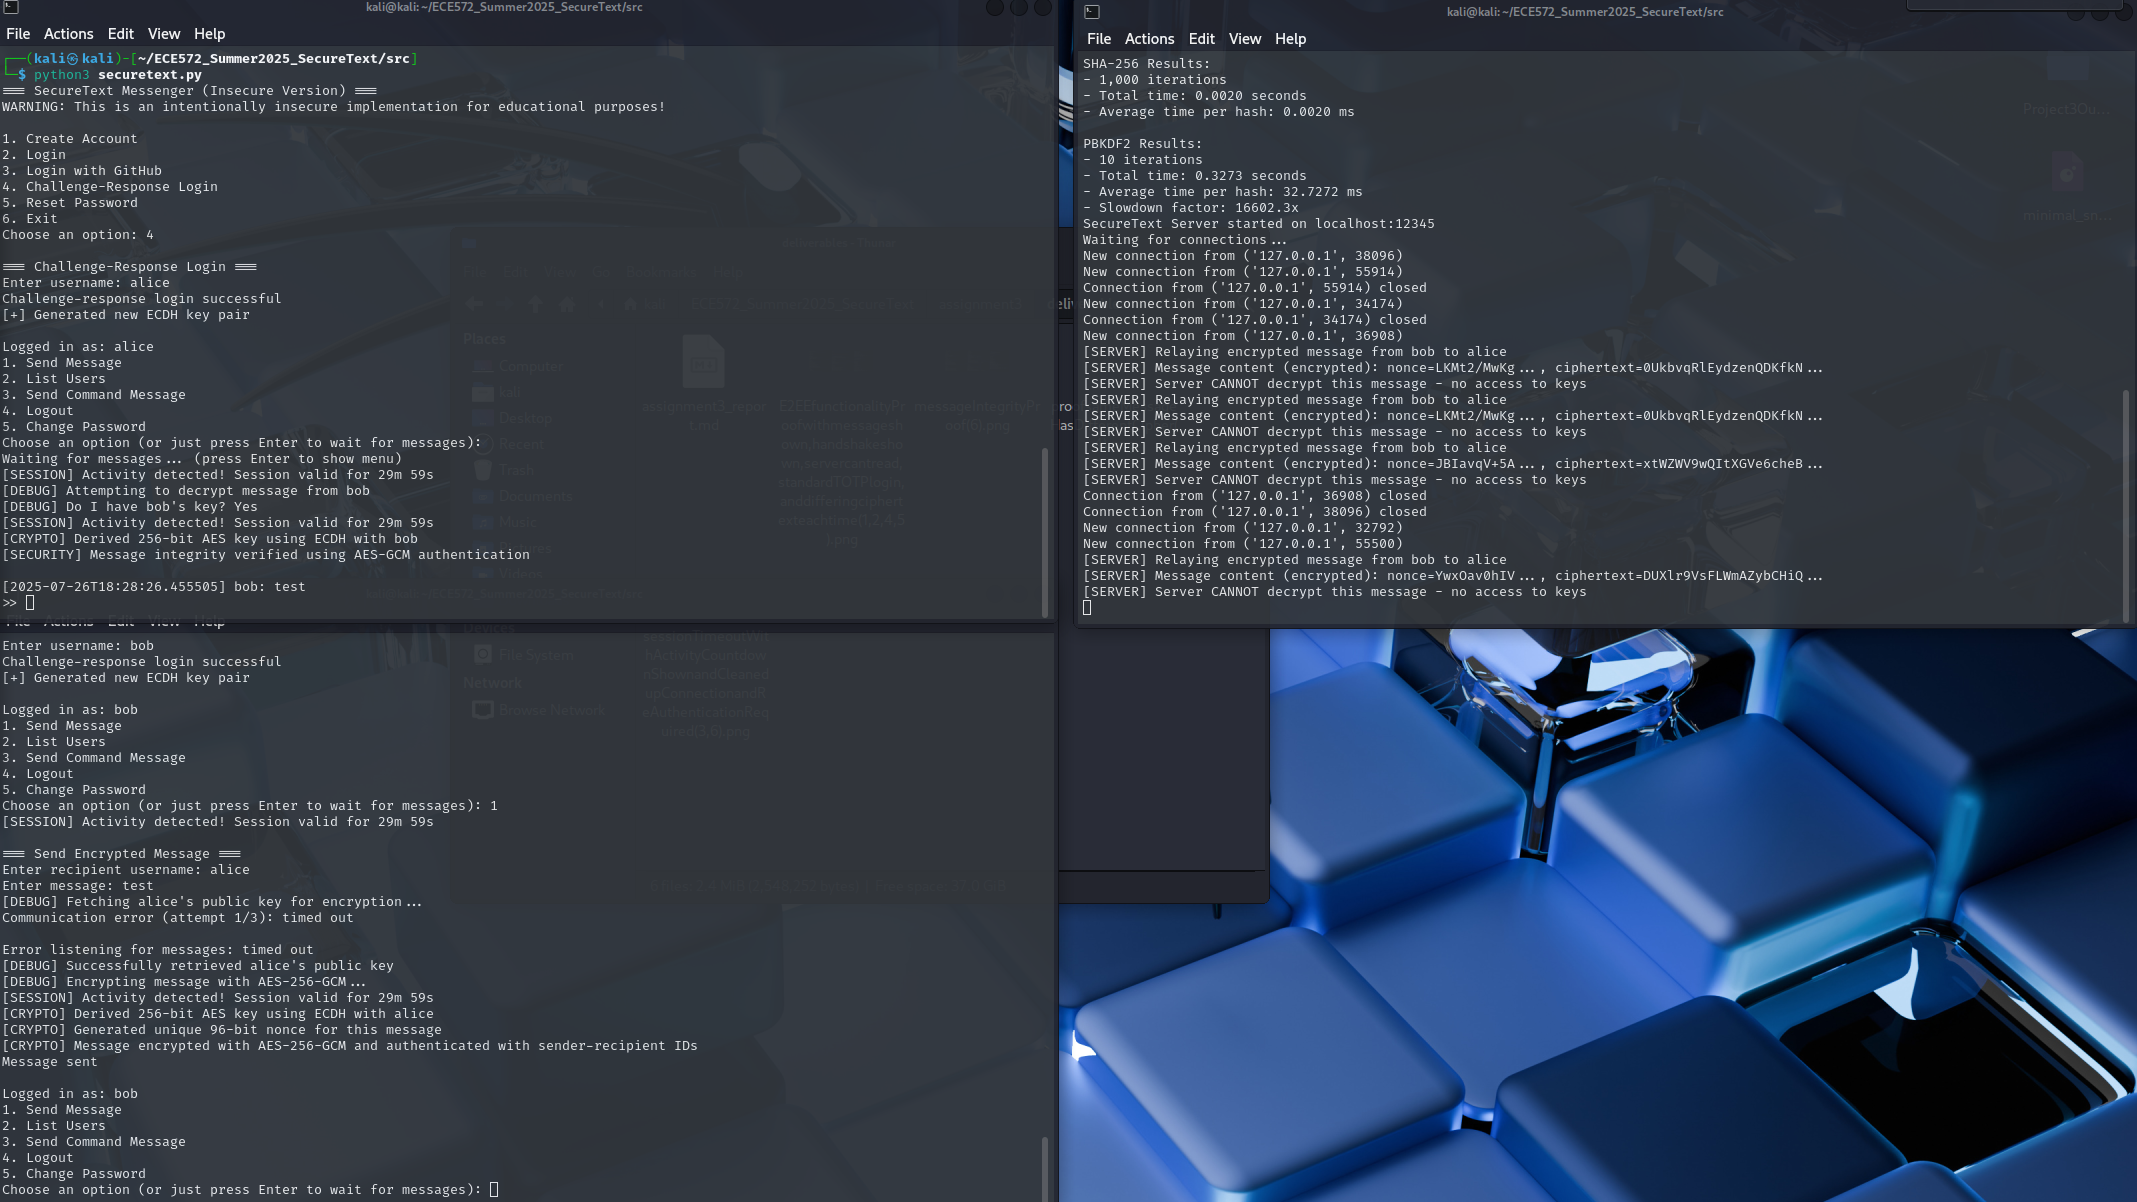 kali@kali: ~/ECE572_Summer2025_SecureText/src
File Actions Edit View Help
┌──(kali㉿kali)-[~/ECE572_Summer2025_SecureText/src]
└─$ python3 securetext.py
=== SecureText Messenger (Insecure Version) ===
WARNING: This is an intentionally insecure implementation for educational purposes!
1. Create Account
2. Login
3. Login with GitHub
4. Challenge-Response Login
5. Reset Password
6. Exit
Choose an option: 4
=== Challenge-Response Login ===
Enter username: alice
Challenge-response login successful
[+] Generated new ECDH key pair
Logged in as: alice
1. Send Message
2. List Users
3. Send Command Message
4. Logout
5. Change Password
Choose an option (or just press Enter to wait for messages):
Waiting for messages... (press Enter to show menu)
[SESSION] Activity detected! Session valid for 29m 59s
[DEBUG] Attempting to decrypt message from bob
[DEBUG] Do I have bob's key? Yes
[SESSION] Activity detected! Session valid for 29m 59s
[CRYPTO] Derived 256-bit AES key using ECDH with bob
[SECURITY] Message integrity verified using AES-GCM authentication
[2025-07-26T18:28:26.455505] bob: test
>>
File Actions Edit View Help
Enter username: bob
Challenge-response login successful
[+] Generated new ECDH key pair
Logged in as: bob
1. Send Message
2. List Users
3. Send Command Message
4. Logout
5. Change Password
Choose an option (or just press Enter to wait for messages): 1
[SESSION] Activity detected! Session valid for 29m 59s
=== Send Encrypted Message ===
Enter recipient username: alice
Enter message: test
[DEBUG] Fetching alice's public key for encryption...
Communication error (attempt 1/3): timed out
Error listening for messages: timed out
[DEBUG] Successfully retrieved alice's public key
[DEBUG] Encrypting message with AES-256-GCM...
[SESSION] Activity detected! Session valid for 29m 59s
[CRYPTO] Derived 256-bit AES key using ECDH with alice
[CRYPTO] Generated unique 96-bit nonce for this message
[CRYPTO] Message encrypted with AES-256-GCM and authenticated with sender-recipient IDs
Message sent
Logged in as: bob
1. Send Message
2. List Users
3. Send Command Message
4. Logout
5. Change Password
Choose an option (or just press Enter to wait for messages):
kali@kali: ~/ECE572_Summer2025_SecureText/src
File Actions Edit View Help
SHA-256 Results:
- 1,000 iterations
- Total time: 0.0020 seconds
- Average time per hash: 0.0020 ms
PBKDF2 Results:
- 10 iterations
- Total time: 0.3273 seconds
- Average time per hash: 32.7272 ms
- Slowdown factor: 16602.3x
SecureText Server started on localhost:12345
Waiting for connections...
New connection from ('127.0.0.1', 38096)
New connection from ('127.0.0.1', 55914)
Connection from ('127.0.0.1', 55914) closed
New connection from ('127.0.0.1', 34174)
Connection from ('127.0.0.1', 34174) closed
New connection from ('127.0.0.1', 36908)
[SERVER] Relaying encrypted message from bob to alice
[SERVER] Message content (encrypted): nonce=LKMt2/MwKg..., ciphertext=0UkbvqRlEydzenQDKfkN...
[SERVER] Server CANNOT decrypt this message - no access to keys
[SERVER] Relaying encrypted message from bob to alice
[SERVER] Message content (encrypted): nonce=LKMt2/MwKg..., ciphertext=0UkbvqRlEydzenQDKfkN...
[SERVER] Server CANNOT decrypt this message - no access to keys
[SERVER] Relaying encrypted message from bob to alice
[SERVER] Message content (encrypted): nonce=JBIavqV+5A..., ciphertext=xtWZWV9wQItXGVe6cheB...
[SERVER] Server CANNOT decrypt this message - no access to keys
Connection from ('127.0.0.1', 36908) closed
Connection from ('127.0.0.1', 38096) closed
New connection from ('127.0.0.1', 32792)
New connection from ('127.0.0.1', 55500)
[SERVER] Relaying encrypted message from bob to alice
[SERVER] Message content (encrypted): nonce=YwxOav0hIV..., ciphertext=DUXlr9VsFLWmAZybCHiQ...
[SERVER] Server CANNOT decrypt this message - no access to keys
Places
Computer
kali
Desktop
Recent
Trash
Documents
Music
Pictures
Videos
Devices
File System
Network
Browse Network